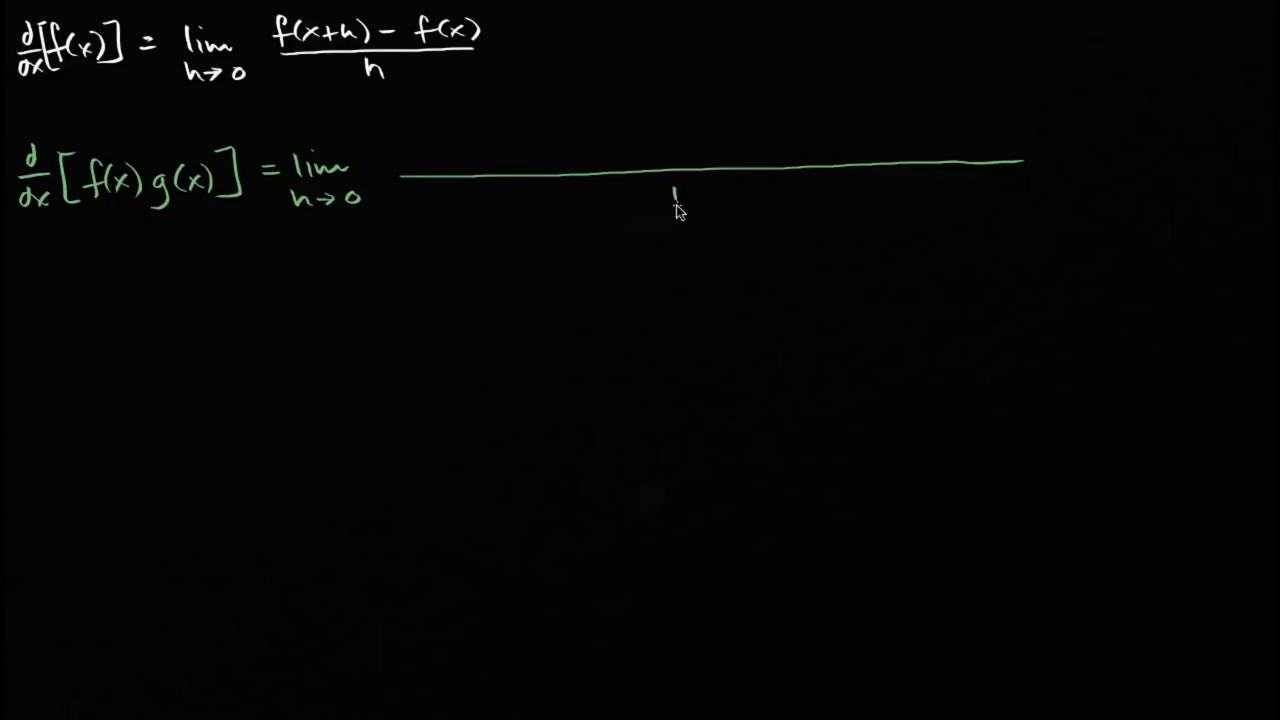 d/dx [f(x)] = lim h→0 f(x+h) - f(x) / h
d/dx [f(x) g(x)] = lim h→0